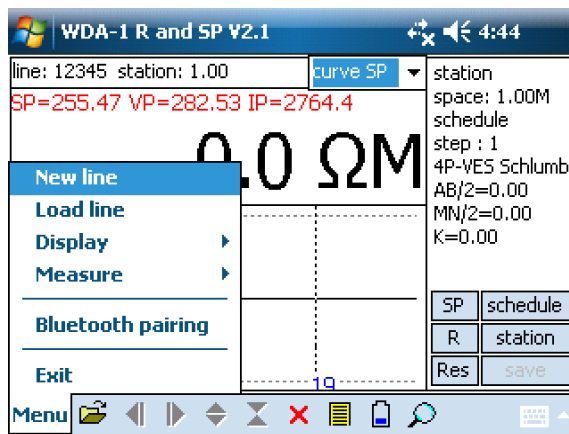 WDA-1 R and SP V2.1 4:44
line: 12345 station: 1.00 curve SP
SP=255.47 VP=282.53 IP=2764.4
0.0 ΩM
station
space: 1.00M
schedule
step : 1
4P-VES Schlumb
AB/2=0.00
MN/2=0.00
K=0.00
SP schedule
R station
Res save
New line
Load line
Display
Measure
Bluetooth pairing
Exit
19
Menu